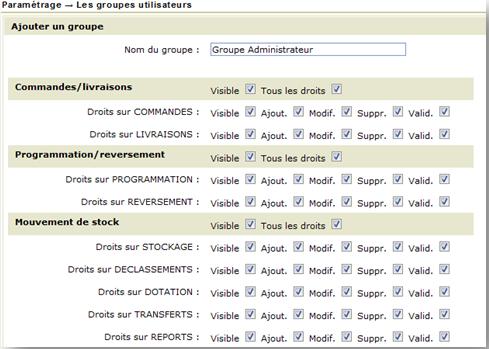 Paramétrage → Les groupes utilisateurs
Ajouter un groupe
Nom du groupe : Groupe Administrateur
Commandes/livraisons Visible Tous les droits
Droits sur COMMANDES : Visible Ajout. Modif. Suppr. Valid.
Droits sur LIVRAISONS : Visible Ajout. Modif. Suppr. Valid.
Programmation/reversement Visible Tous les droits
Droits sur PROGRAMMATION : Visible Ajout. Modif. Suppr. Valid.
Droits sur REVERSEMENT : Visible Ajout. Modif. Suppr. Valid.
Mouvement de stock Visible Tous les droits
Droits sur STOCKAGE : Visible Ajout. Modif. Suppr. Valid.
Droits sur DECLASSEMENTS : Visible Ajout. Modif. Suppr. Valid.
Droits sur DOTATION : Visible Ajout. Modif. Suppr. Valid.
Droits sur TRANSFERTS : Visible Ajout. Modif. Suppr. Valid.
Droits sur REPORTS : Visible Ajout. Modif. Suppr. Valid.